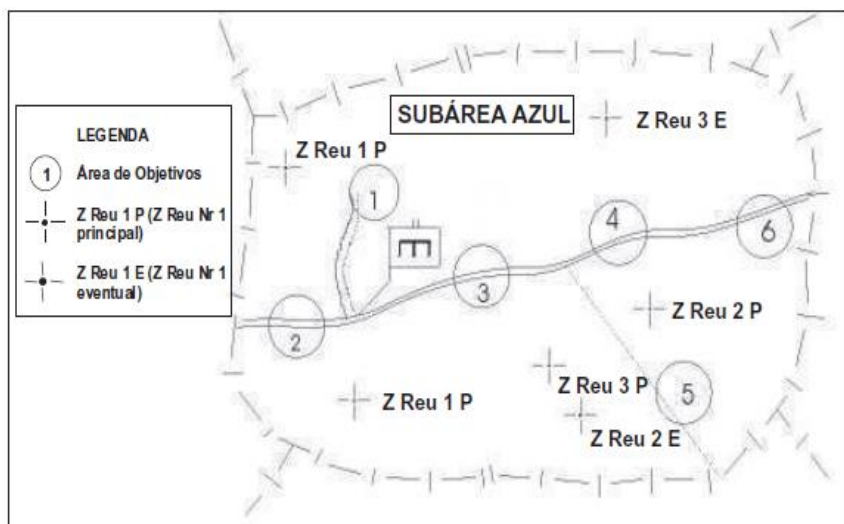 SUBÁREA AZUL
Z Reu 3 E
Z Reu 1 P
LEGENDA
1 Área de Objetivos
Z Reu 1 P (Z Reu Nr 1
principal)
Z Reu 1 E (Z Reu Nr 1
eventual)
1
4
6
3
2
Z Reu 2 P
Z Reu 3 P
5
Z Reu 1 P
Z Reu 2 E